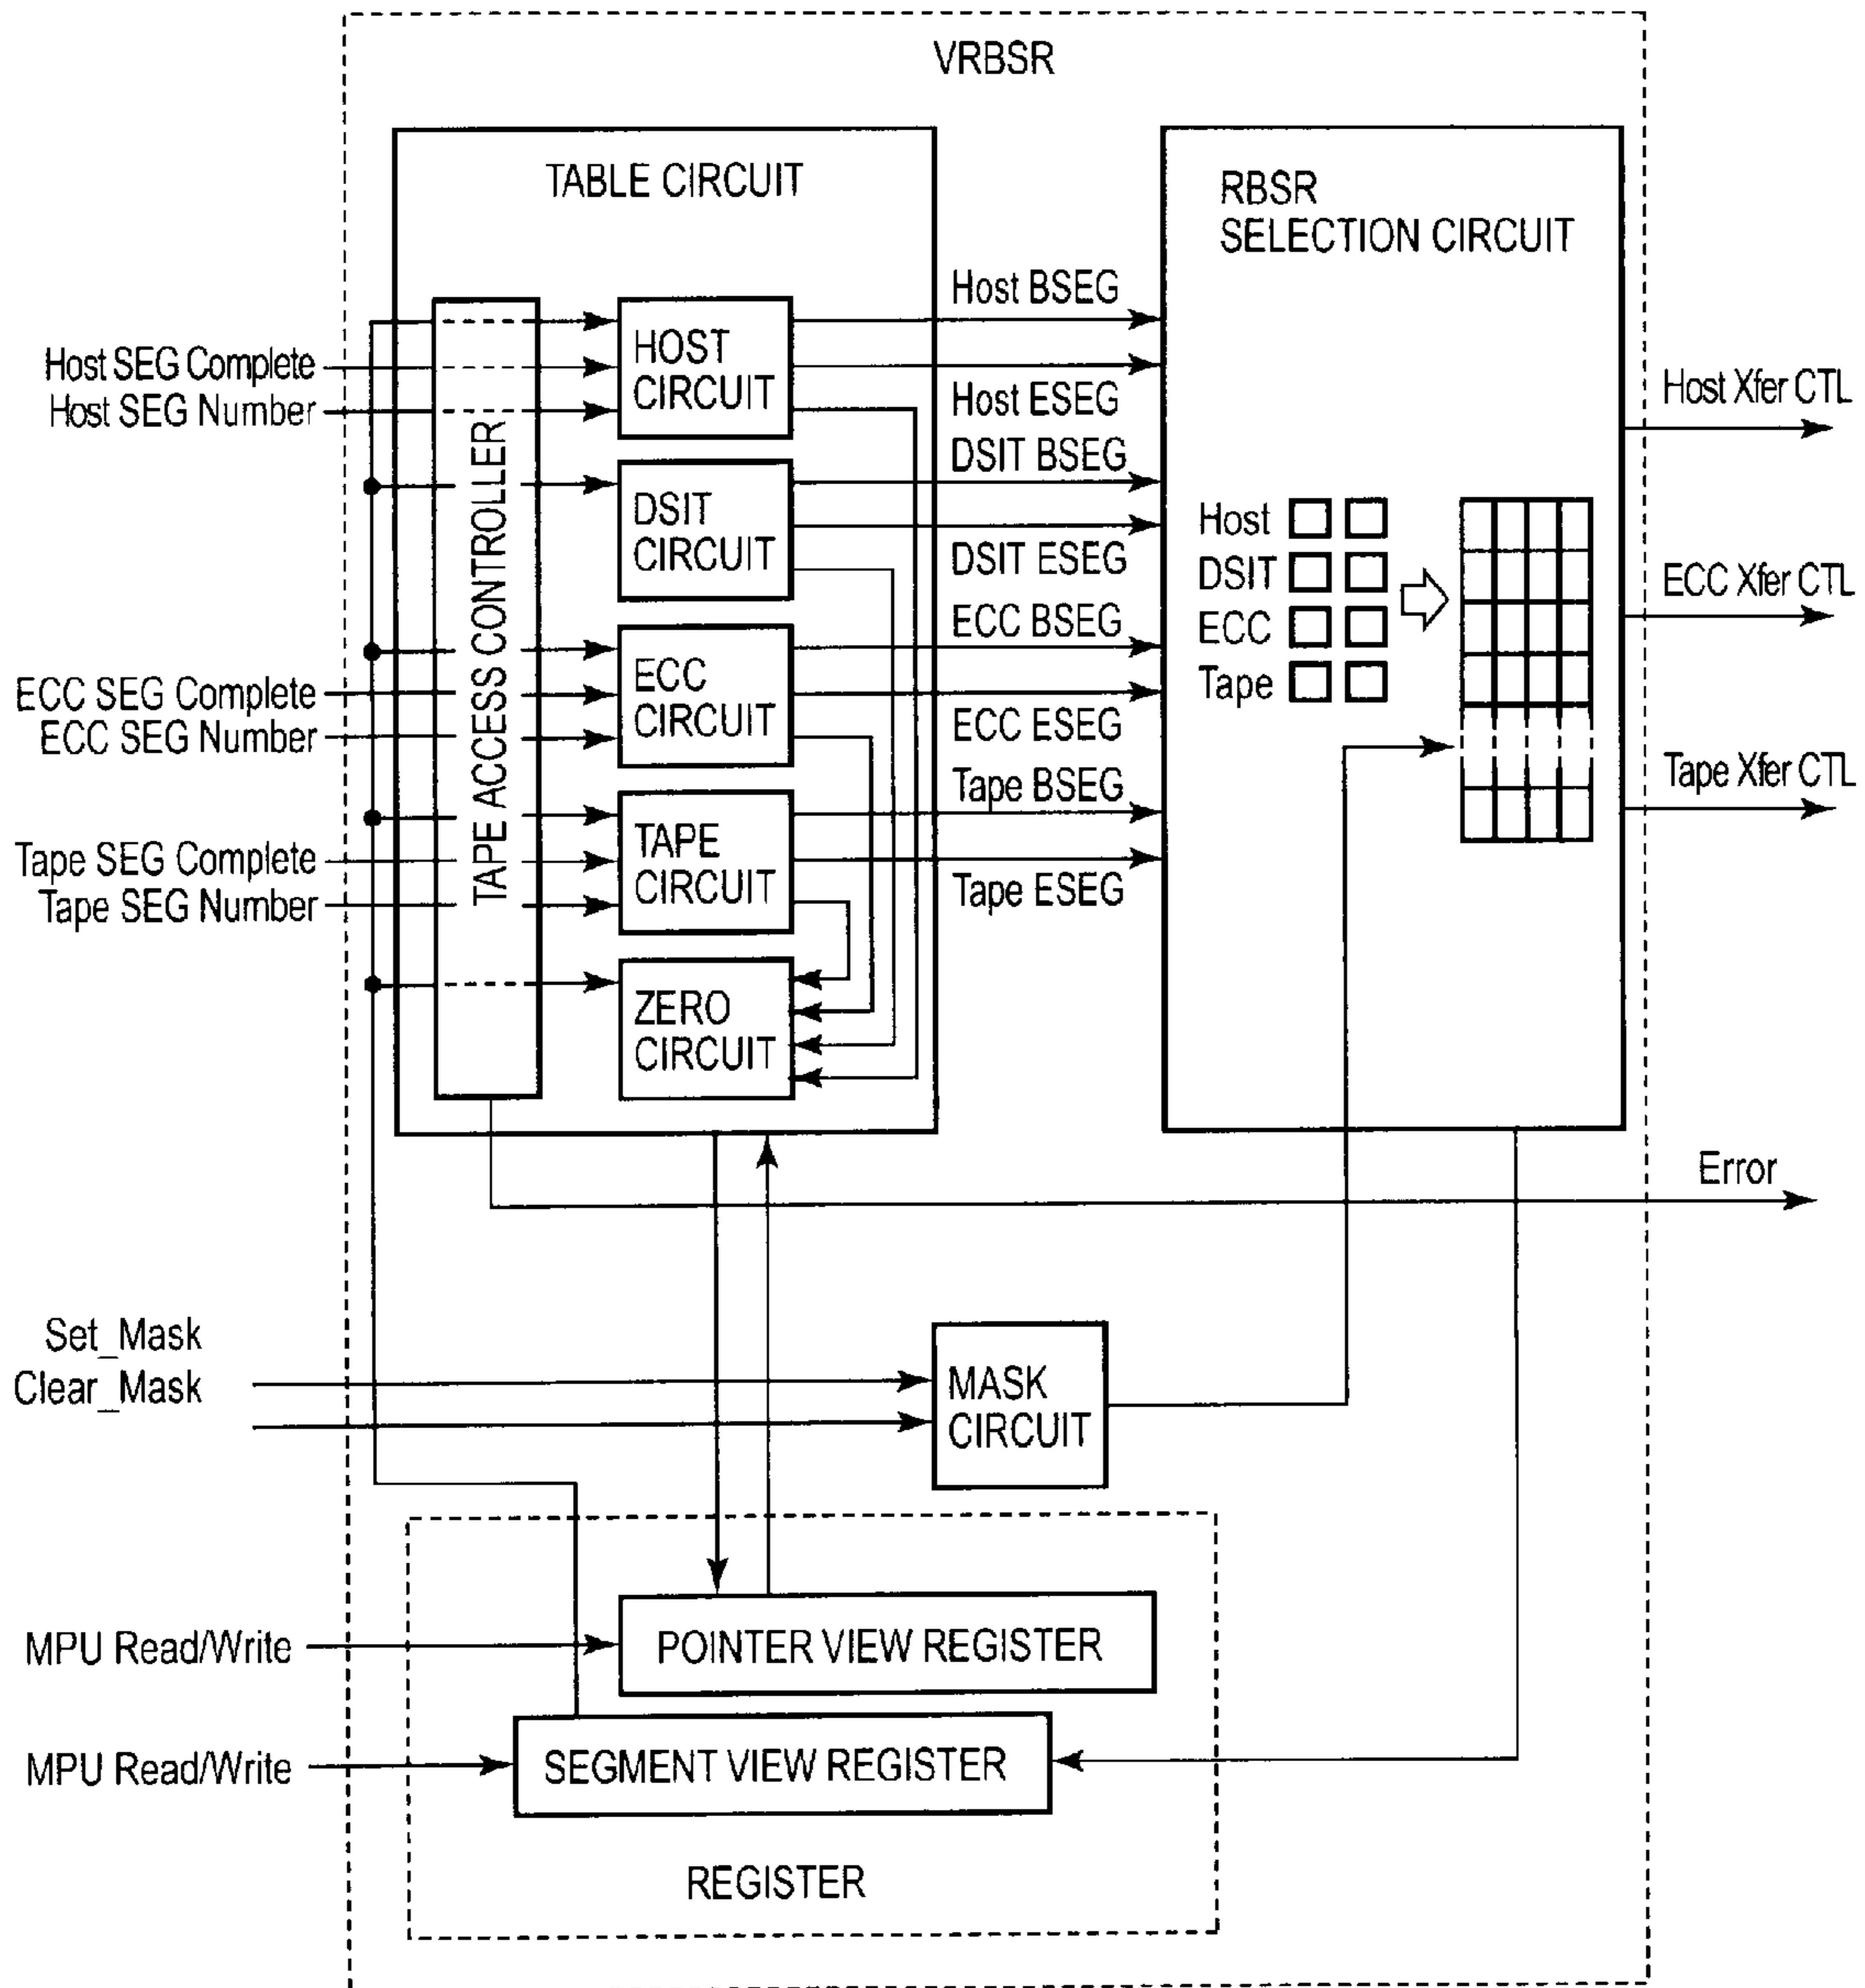 VRBSR
TABLE CIRCUIT
RBSR
SELECTION CIRCUIT
TAPE ACCESS CONTROLLER
Host SEG Complete
Host SEG Number
ECC SEG Complete
ECC SEG Number
Tape SEG Complete
Tape SEG Number
HOST
CIRCUIT
DSIT
CIRCUIT
ECC
CIRCUIT
TAPE
CIRCUIT
ZERO
CIRCUIT
Host BSEG
Host ESEG
DSIT BSEG
DSIT ESEG
ECC BSEG
ECC ESEG
Tape BSEG
Tape ESEG
Host
DSIT
ECC
Tape
Host Xfer CTL
ECC Xfer CTL
Tape Xfer CTL
Error
Set_Mask
Clear_Mask
MASK
CIRCUIT
MPU Read/Write
POINTER VIEW REGISTER
MPU Read/Write
SEGMENT VIEW REGISTER
REGISTER